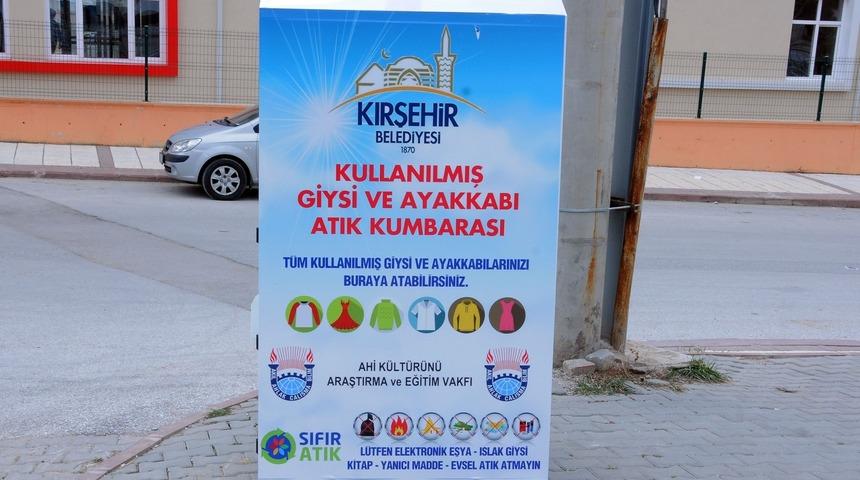 KIRŞEHİR
BELEDİYESİ
1870
KULLANILMIŞ
GİYSİ VE AYAKKABI
ATIK KUMBARASI
TÜM KULLANILMIŞ GİYSİ VE AYAKKABILARINIZI
BURAYA ATABİLİRSİNİZ.
AHİ KÜLTÜRÜNÜ
ARAŞTIRMA ve EĞİTİM VAKFI
SIFIR
ATIK
LÜTFEN ELEKTRONİK EŞYA - ISLAK GİYSİ
KİTAP - YANICI MADDE - EVSEL ATIK ATMAYIN